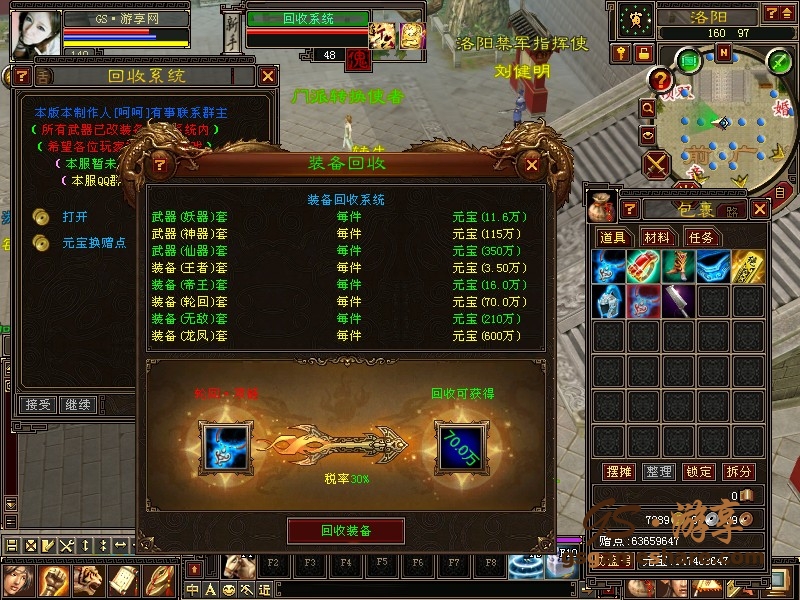 GS·游享网
新手
回收系统
48
洛阳禁军指挥使
刘健明
门派转换使者
洛阳
160 97
N
回收系统
本版本制作人[呵呵]有事联系群主
(所有武器已改装
统内)
(希望各位玩家
(本服暂未
(本服QQ群
打开
元宝换赠点
接受
继续
装备回收
装备回收系统
武器(妖器)套 每件 元宝(11.6万)
武器(神器)套 每件 元宝(115万)
武器(仙器)套 每件 元宝(350万)
装备(王者)套 每件 元宝(3.50万)
装备(帝王)套 每件 元宝(16.0万)
装备(轮回)套 每件 元宝(70.0万)
装备(无敌)套 每件 元宝(210万)
装备(龙凤)套 每件 元宝(600万)
回收可获得
70.0万
税率30%
回收装备
包裹
道具 材料 任务
摆摊 整理 锁定 拆分
0
赠点:63659647
F2 F3 F4 F5 F6 F7 F8
中 A
近
GS·游享